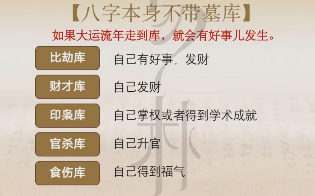 【八字本身不带墓库】
如果大运流年走到库，就会有好事儿发生。
比劫库 自己有好事，发财
财才库 自己发财
印枭库 自己掌权或者得到学术成就
官杀库 自己升官
食伤库 自己得到福气